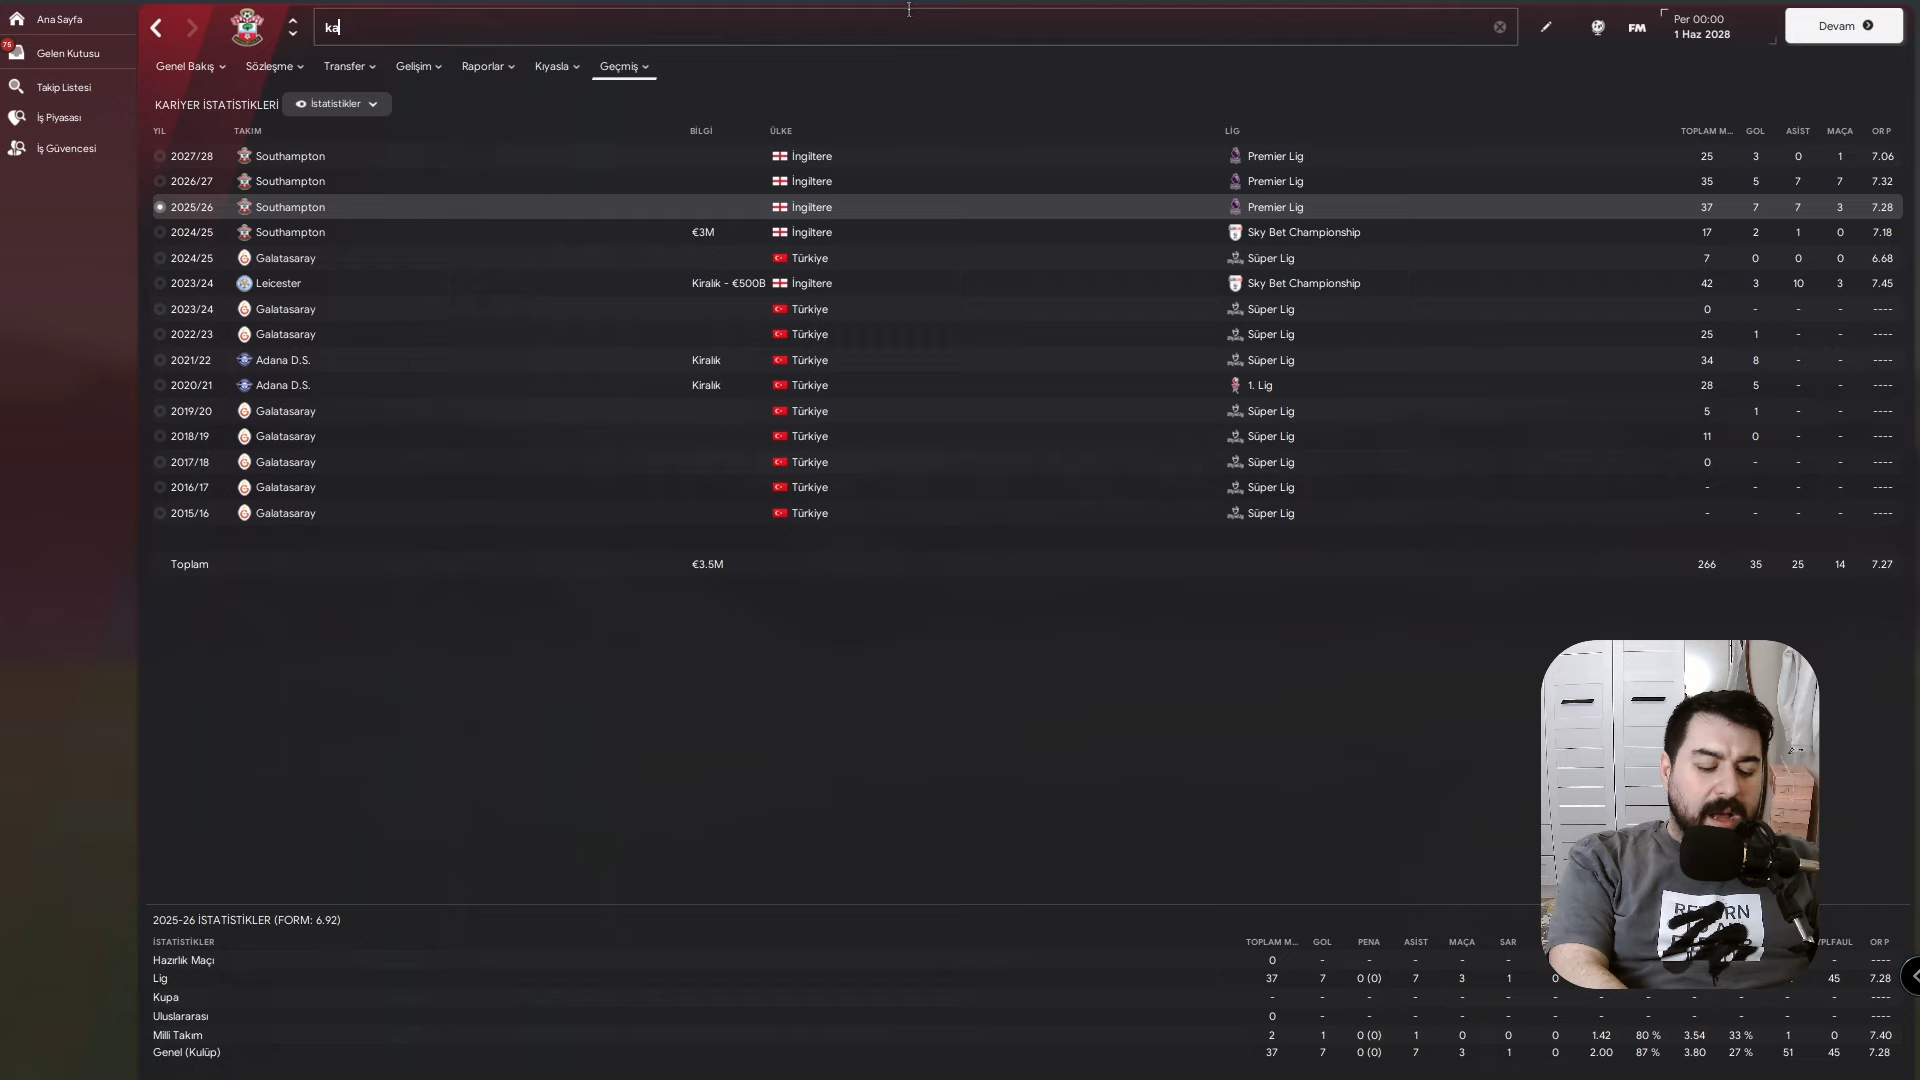 Ana Sayfa
75
Gelen Kutusu
Takip Listesi
İş Piyasası
İş Güvencesi
ka
FM
Per 00:00
1 Haz 2028
Devam
Genel Bakış Sözleşme Transfer Gelişim Raporlar Kıyasla Geçmiş
KARİYER İSTATİSTİKLERİ İstatistikler
YIL TAKIM BİLGİ ÜLKE LİG TOPLAM M... GOL ASİST MAÇA OR P
2027/28 Southampton İngiltere Premier Lig 25 3 0 1 7.06
2026/27 Southampton İngiltere Premier Lig 35 5 7 7 7.32
2025/26 Southampton İngiltere Premier Lig 37 7 7 3 7.28
2024/25 Southampton €3M İngiltere Sky Bet Championship 17 2 1 0 7.18
2024/25 Galatasaray Türkiye Süper Lig 7 0 0 0 6.68
2023/24 Leicester Kiralık - €500B İngiltere Sky Bet Championship 42 3 10 3 7.45
2023/24 Galatasaray Türkiye Süper Lig 0 - - - ----
2022/23 Galatasaray Türkiye Süper Lig 25 1 - - ----
2021/22 Adana D.S. Kiralık Türkiye Süper Lig 34 8 - - ----
2020/21 Adana D.S. Kiralık Türkiye 1. Lig 28 5 - - ----
2019/20 Galatasaray Türkiye Süper Lig 5 1 - - ----
2018/19 Galatasaray Türkiye Süper Lig 11 0 - - ----
2017/18 Galatasaray Türkiye Süper Lig 0 - - - ----
2016/17 Galatasaray Türkiye Süper Lig - - - - ----
2015/16 Galatasaray Türkiye Süper Lig - - - - ----
Toplam €3.5M 266 35 25 14 7.27
2025-26 İSTATİSTİKLER (FORM: 6.92)
İSTATİSTİKLER TOPLAM M... GOL PENA ASİST MAÇA SAR /PLFAUL OR P
Hazırlık Maçı 0 - - - - - - ----
Lig 37 7 0 (0) 7 3 1 0 45 7.28
Kupa - - - - - - - - - - - - - ----
Uluslararası 0 - - - - - - - - - - - - ----
Milli Takım 2 1 0 (0) 1 0 0 0 1.42 80 % 3.54 33 % 1 0 7.40
Genel (Kulüp) 37 7 0 (0) 7 3 1 0 2.00 87 % 3.80 27 % 51 45 7.28